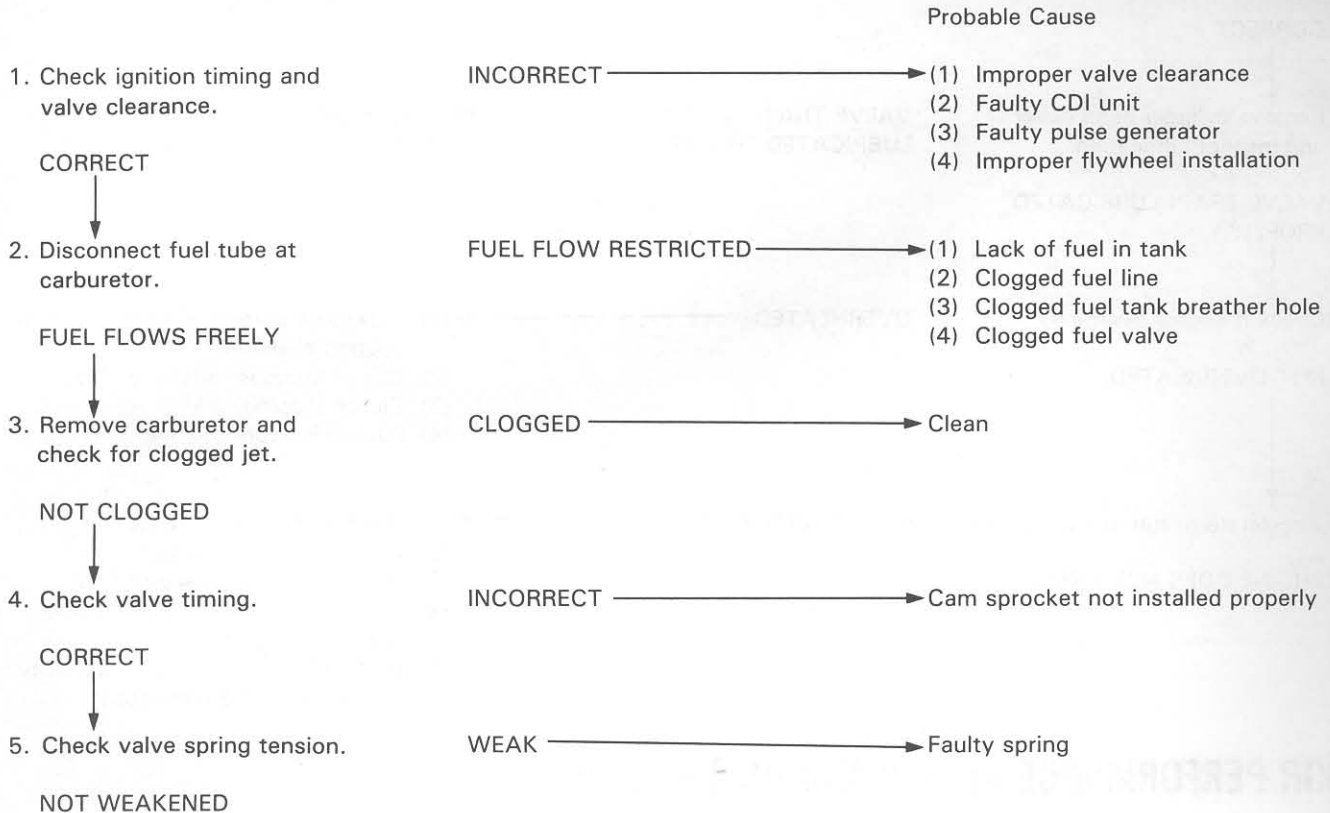 Probable Cause
1. Check ignition timing and
valve clearance.
INCORRECT
(1) Improper valve clearance
(2) Faulty CDI unit
(3) Faulty pulse generator
(4) Improper flywheel installation
CORRECT
2. Disconnect fuel tube at
carburetor.
FUEL FLOW RESTRICTED
(1) Lack of fuel in tank
(2) Clogged fuel line
(3) Clogged fuel tank breather hole
(4) Clogged fuel valve
FUEL FLOWS FREELY
3. Remove carburetor and
check for clogged jet.
CLOGGED
Clean
NOT CLOGGED
4. Check valve timing.
INCORRECT
Cam sprocket not installed properly
CORRECT
5. Check valve spring tension.
WEAK
Faulty spring
NOT WEAKENED